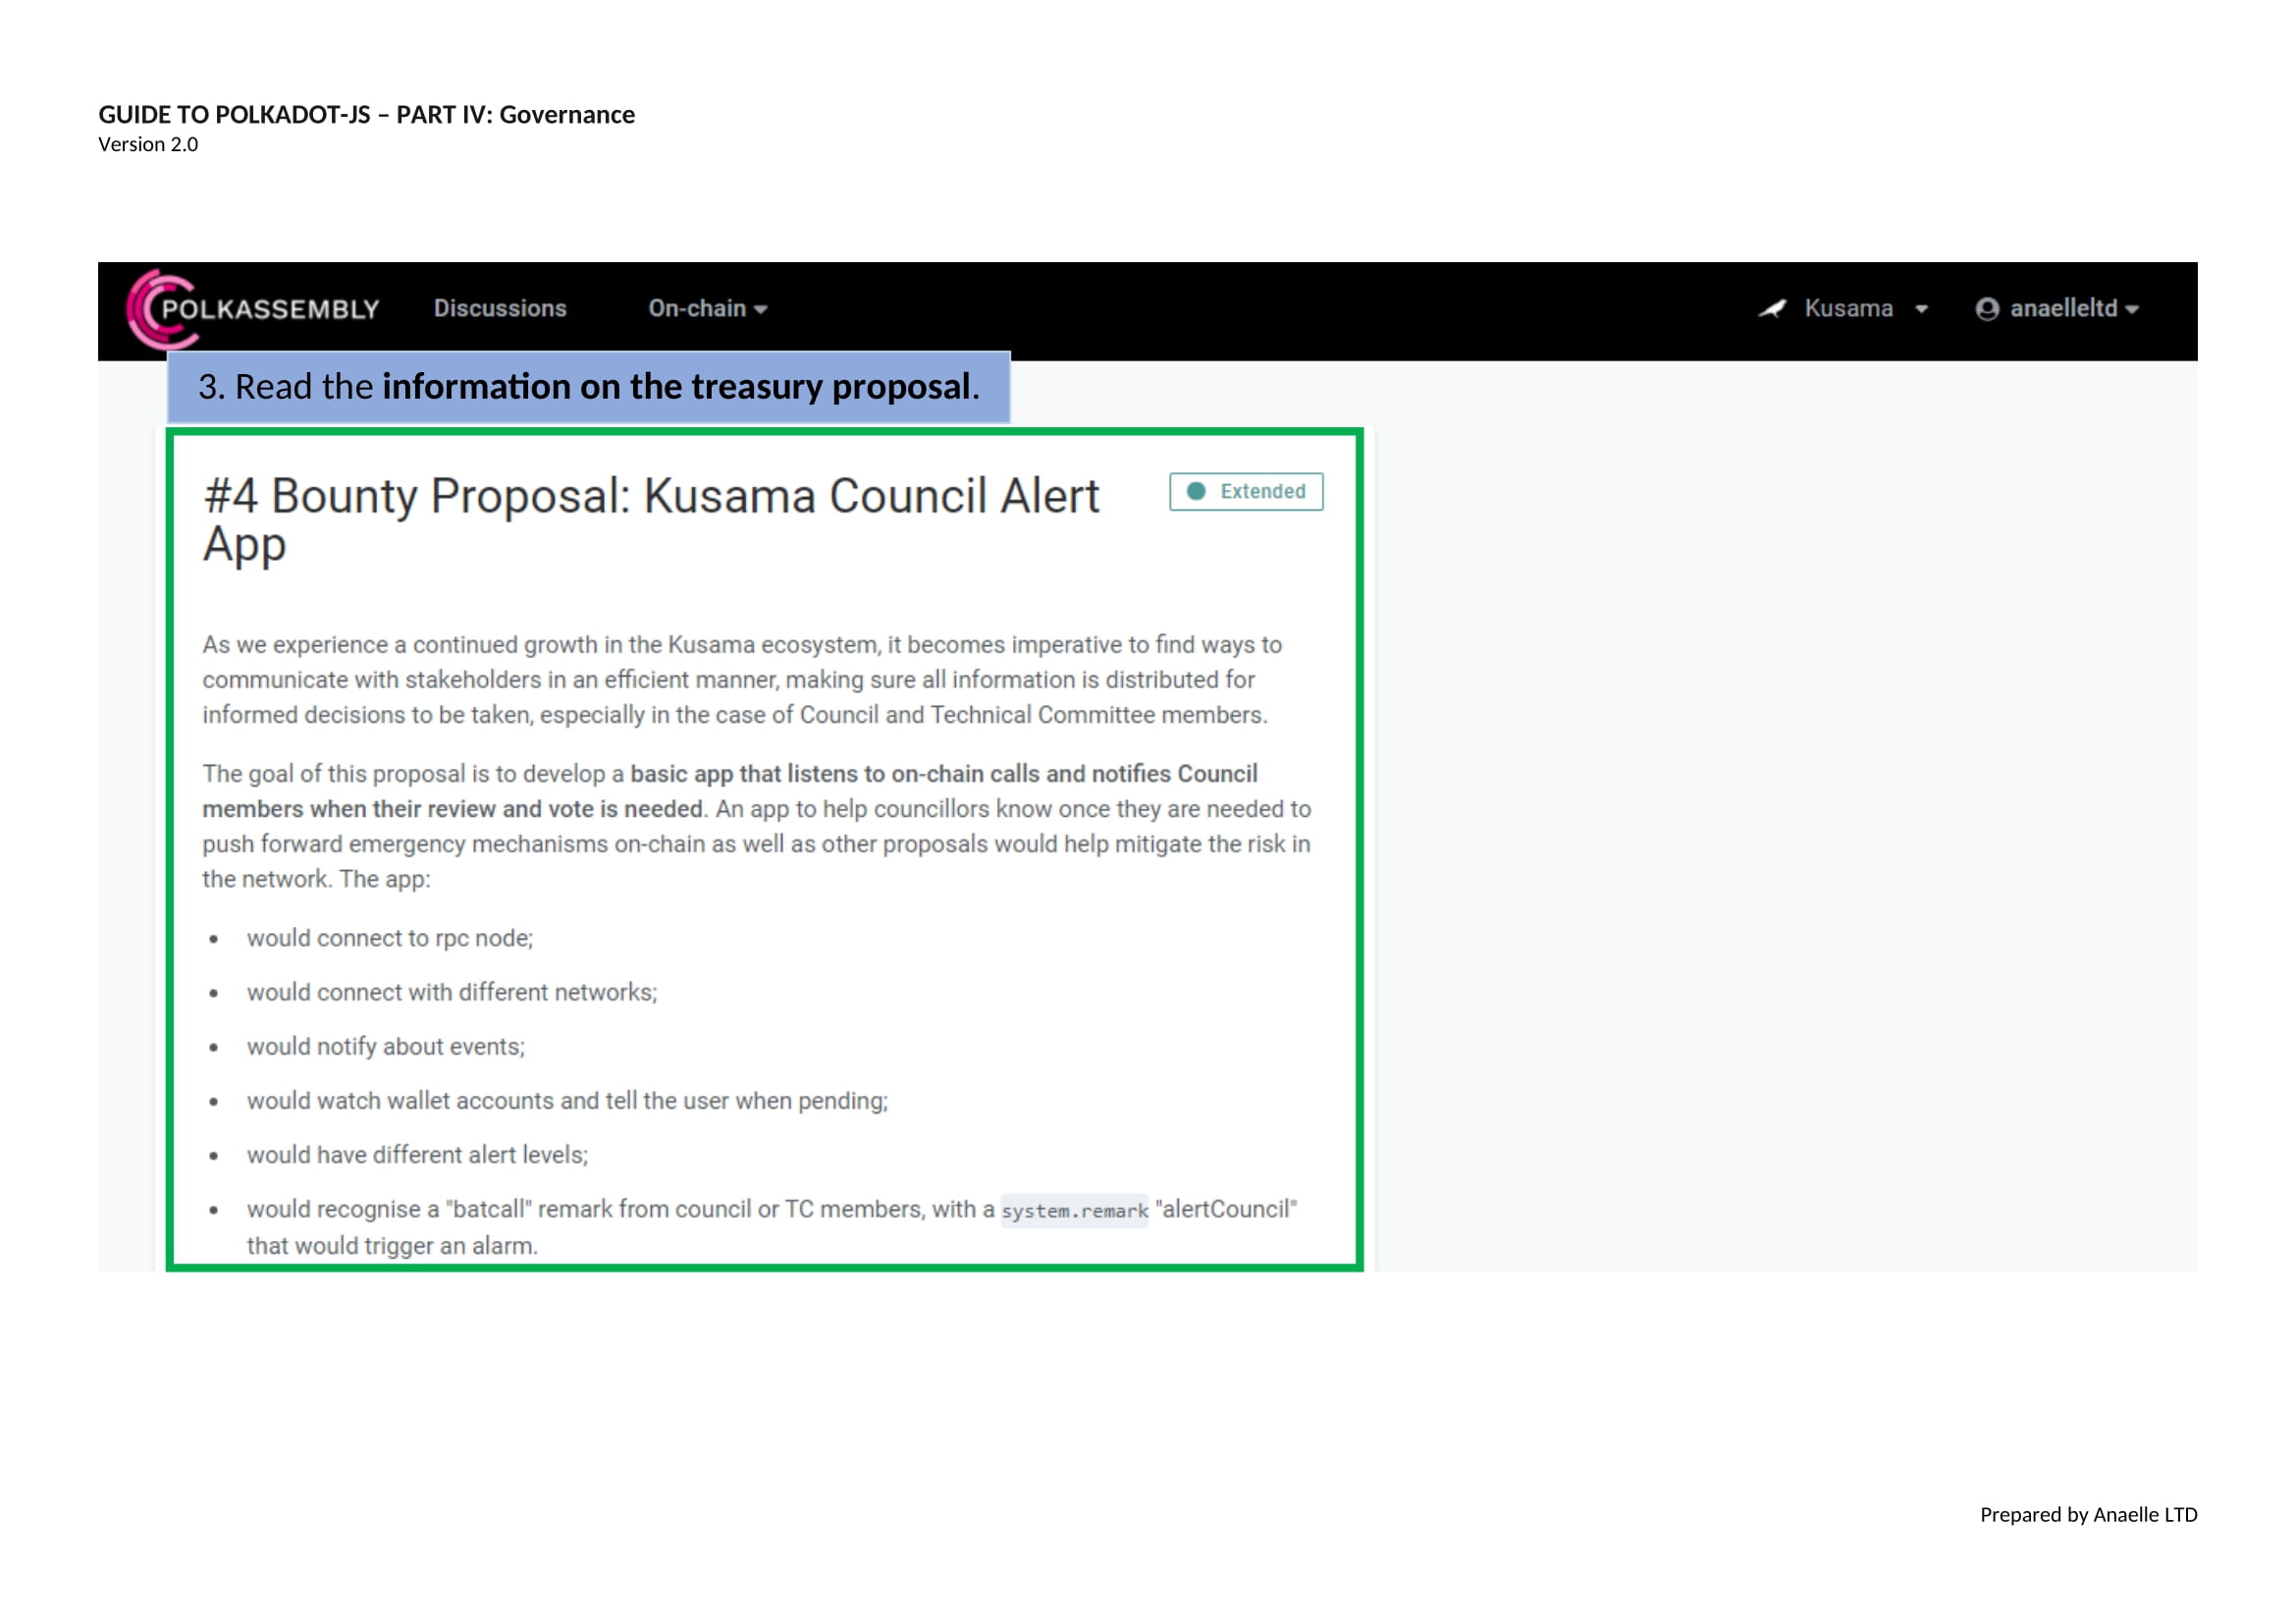 GUIDE TO POLKADOT-JS – PART IV: Governance
Version 2.0
POLKASSEMBLY Discussions On-chain Kusama anaelleltd
3. Read the information on the treasury proposal.
#4 Bounty Proposal: Kusama Council Alert
App
Extended
As we experience a continued growth in the Kusama ecosystem, it becomes imperative to find ways to
communicate with stakeholders in an efficient manner, making sure all information is distributed for
informed decisions to be taken, especially in the case of Council and Technical Committee members.
The goal of this proposal is to develop a basic app that listens to on-chain calls and notifies Council
members when their review and vote is needed. An app to help councillors know once they are needed to
push forward emergency mechanisms on-chain as well as other proposals would help mitigate the risk in
the network. The app:
• would connect to rpc node;
• would connect with different networks;
• would notify about events;
• would watch wallet accounts and tell the user when pending;
• would have different alert levels;
• would recognise a "batcall" remark from council or TC members, with a system.remark "alertCouncil"
that would trigger an alarm.
Prepared by Anaelle LTD